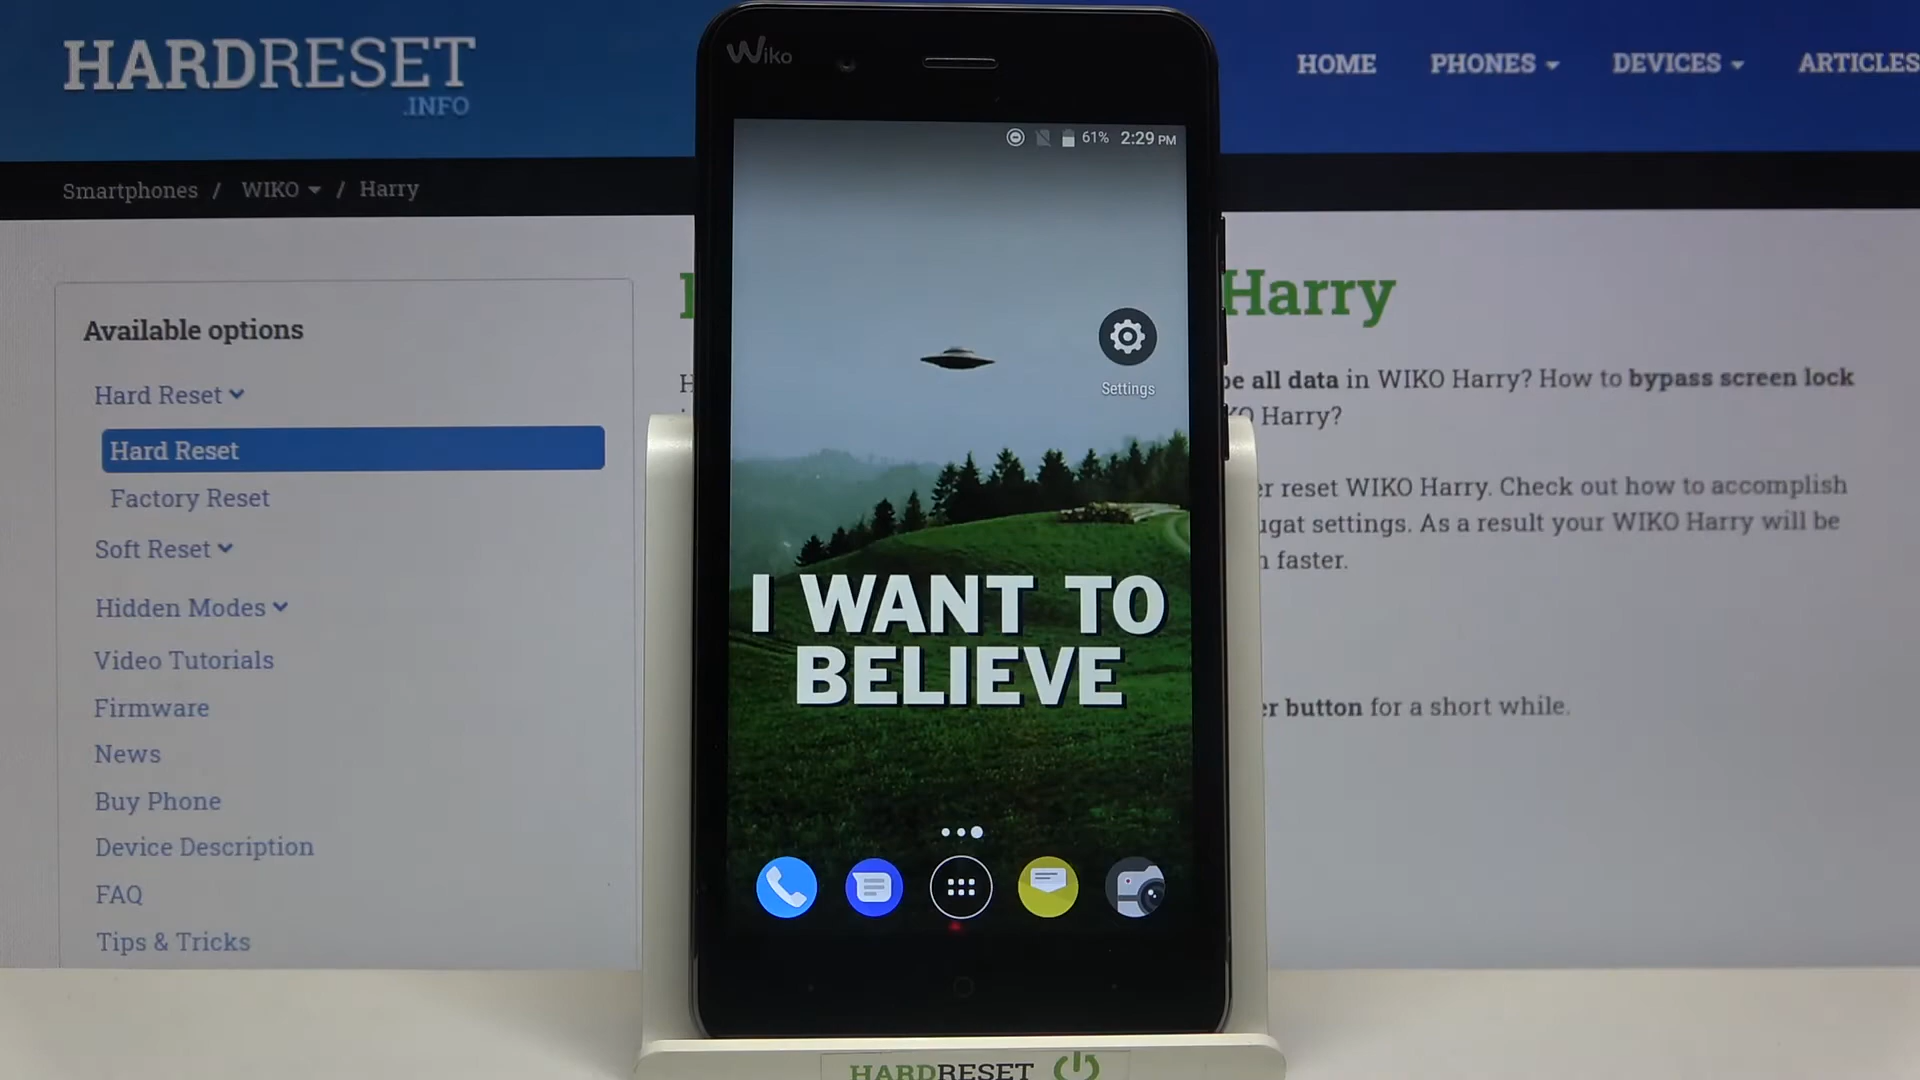 HARDRESET
.INFO
HOME PHONES DEVICES ARTICLES
Smartphones / WIKO / Harry
Available options
Hard Reset
Hard Reset
Factory Reset
Soft Reset
Hidden Modes
Video Tutorials
Firmware
News
Buy Phone
Device Description
FAQ
Tips & Tricks
Wiko
61% 2:29 PM
Settings
I WANT TO
BELIEVE
Harry
all data in WIKO Harry? How to bypass screen lock
Harry?
reset WIKO Harry. Check out how to accomplish
settings. As a result your WIKO Harry will be
faster.
button for a short while.
HARDRESET